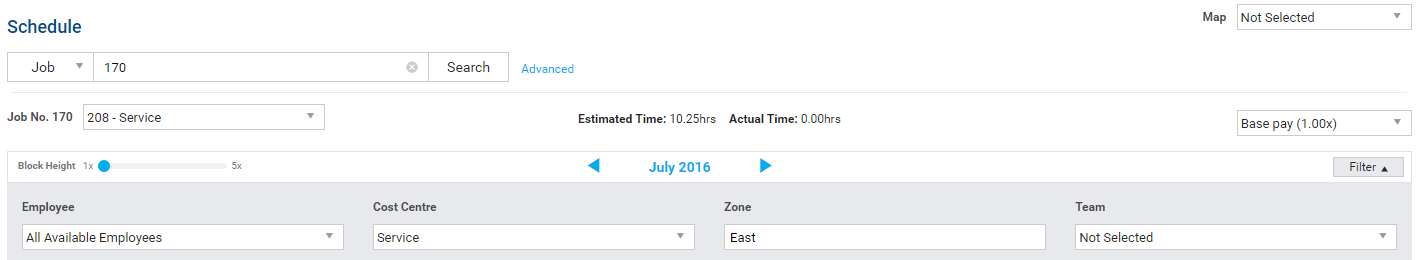 Schedule
Map Not Selected
Job 170 Search Advanced
Job No. 170 208 - Service Estimated Time: 10.25hrs Actual Time: 0.00hrs Base pay (1.00x)
Block Height 1x 5x July 2016 Filter
Employee Cost Centre Zone Team
All Available Employees Service East Not Selected